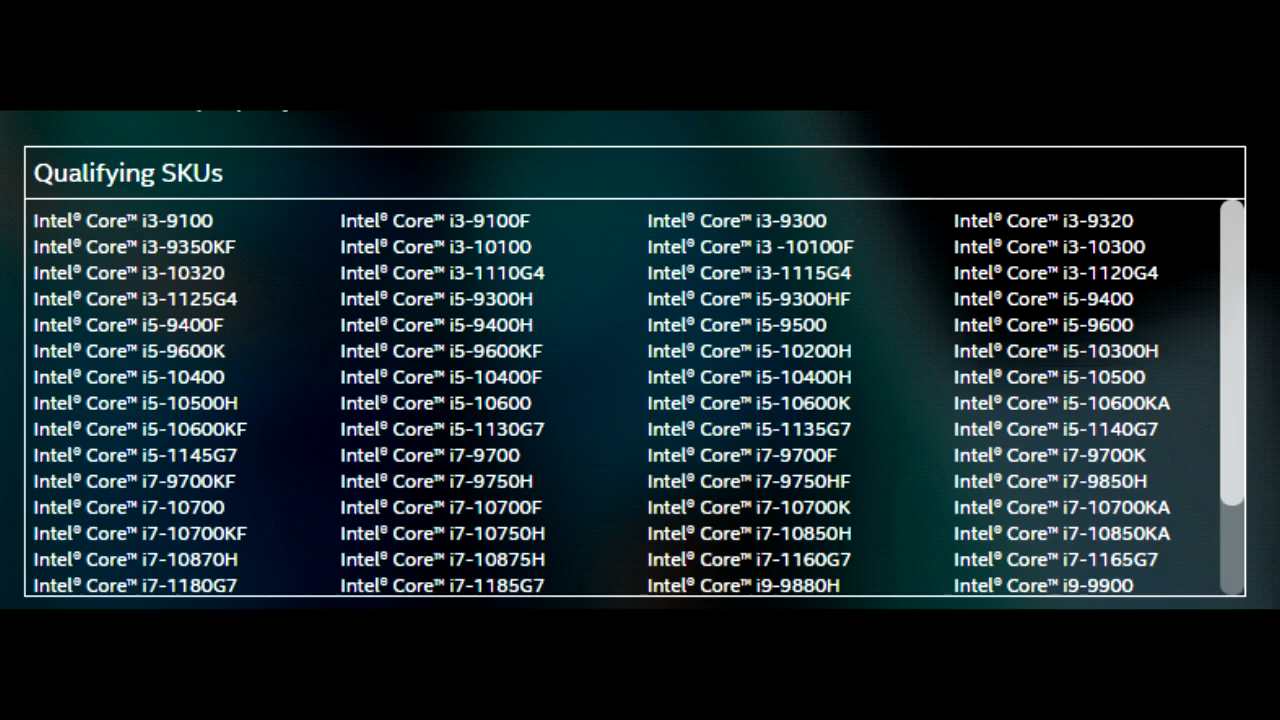 Qualifying SKUs
Intel® Core™ i3-9100 Intel® Core™ i3-9100F Intel® Core™ i3-9300 Intel® Core™ i3-9320
Intel® Core™ i3-9350KF Intel® Core™ i3-10100 Intel® Core™ i3 -10100F Intel® Core™ i3-10300
Intel® Core™ i3-10320 Intel® Core™ i3-1110G4 Intel® Core™ i3-1115G4 Intel® Core™ i3-1120G4
Intel® Core™ i3-1125G4 Intel® Core™ i5-9300H Intel® Core™ i5-9300HF Intel® Core™ i5-9400
Intel® Core™ i5-9400F Intel® Core™ i5-9400H Intel® Core™ i5-9500 Intel® Core™ i5-9600
Intel® Core™ i5-9600K Intel® Core™ i5-9600KF Intel® Core™ i5-10200H Intel® Core™ i5-10300H
Intel® Core™ i5-10400 Intel® Core™ i5-10400F Intel® Core™ i5-10400H Intel® Core™ i5-10500
Intel® Core™ i5-10500H Intel® Core™ i5-10600 Intel® Core™ i5-10600K Intel® Core™ i5-10600KA
Intel® Core™ i5-10600KF Intel® Core™ i5-1130G7 Intel® Core™ i5-1135G7 Intel® Core™ i5-1140G7
Intel® Core™ i5-1145G7 Intel® Core™ i7-9700 Intel® Core™ i7-9700F Intel® Core™ i7-9700K
Intel® Core™ i7-9700KF Intel® Core™ i7-9750H Intel® Core™ i7-9750HF Intel® Core™ i7-9850H
Intel® Core™ i7-10700 Intel® Core™ i7-10700F Intel® Core™ i7-10700K Intel® Core™ i7-10700KA
Intel® Core™ i7-10700KF Intel® Core™ i7-10750H Intel® Core™ i7-10850H Intel® Core™ i7-10850KA
Intel® Core™ i7-10870H Intel® Core™ i7-10875H Intel® Core™ i7-1160G7 Intel® Core™ i7-1165G7
Intel® Core™ i7-1180G7 Intel® Core™ i7-1185G7 Intel® Core™ i9-9880H Intel® Core™ i9-9900